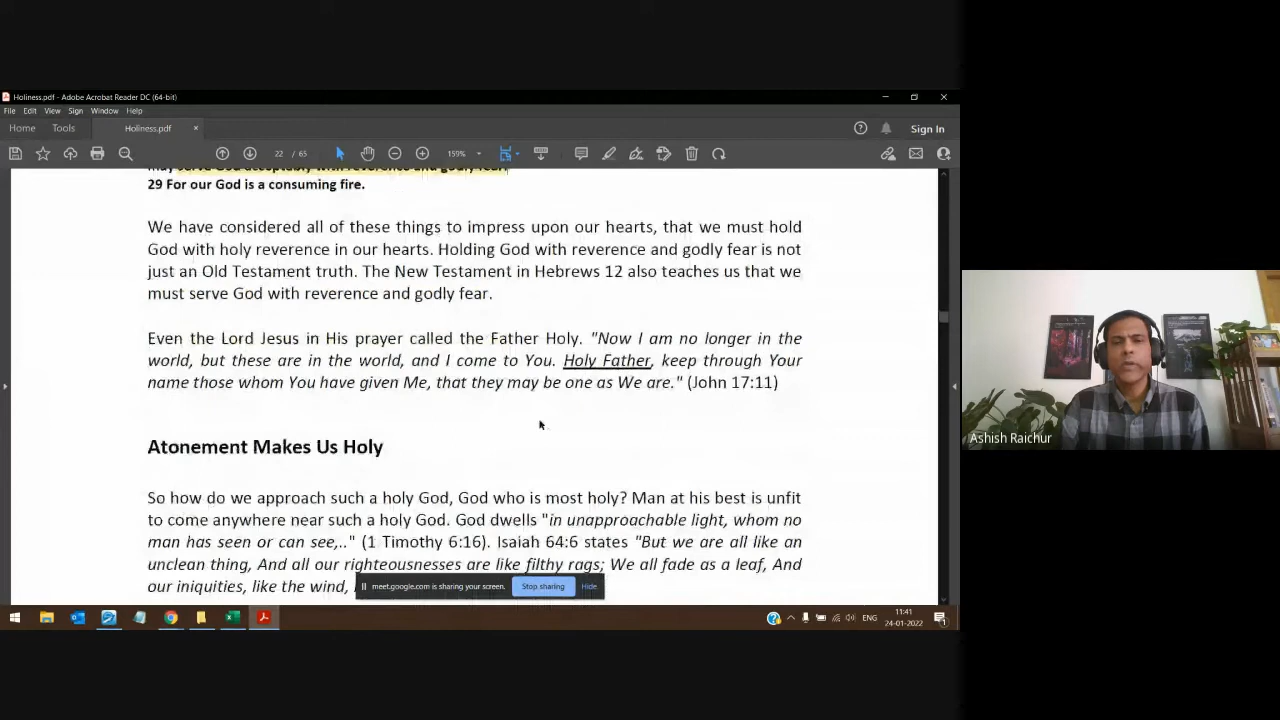 Holiness.pdf - Adobe Acrobat Reader DC (64-bit)
File Edit View Sign Window Help
Home Tools Holiness.pdf × Sign In
22 / 65 159%
may serve God acceptably with reverence and godly fear.
29 For our God is a consuming fire.
We have considered all of these things to impress upon our hearts, that we must hold
God with holy reverence in our hearts. Holding God with reverence and godly fear is not
just an Old Testament truth. The New Testament in Hebrews 12 also teaches us that we
must serve God with reverence and godly fear.
Even the Lord Jesus in His prayer called the Father Holy. "Now I am no longer in the
world, but these are in the world, and I come to You. Holy Father, keep through Your
name those whom You have given Me, that they may be one as We are." (John 17:11)
Atonement Makes Us Holy
So how do we approach such a holy God, God who is most holy? Man at his best is unfit
to come anywhere near such a holy God. God dwells "in unapproachable light, whom no
man has seen or can see,.." (1 Timothy 6:16). Isaiah 64:6 states "But we are all like an
unclean thing, And all our righteousnesses are like filthy rags; We all fade as a leaf, And
our iniquities, like the wind,
meet.google.com is sharing your screen. Stop sharing Hide
ENG
11:41
24-01-2022
Ashish Raichur